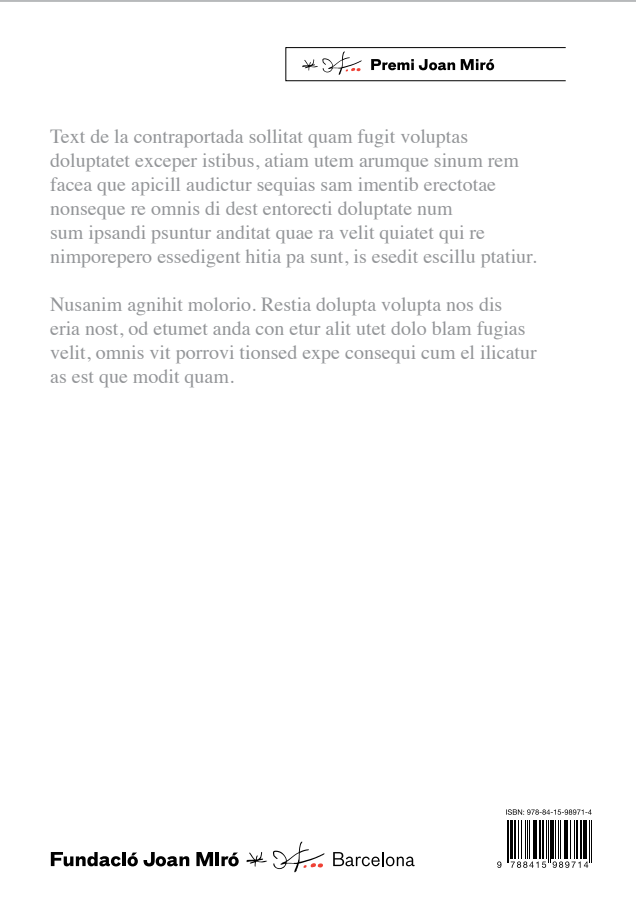 Premi Joan Miró
Text de la contraportada sollitat quam fugit voluptas
doluptatet exceper istibus, atiam utem arumque sinum rem
facea que apicill audictur sequias sam imentib erectotae
nonseque re omnis di dest entorecti doluptate num
sum ipsandi psuntur anditat quae ra velit quiatet qui re
nimporepero essedigent hitia pa sunt, is esedit escillu ptatiur.
Nusanim agnihit molorio. Restia dolupta volupta nos dis
eria nost, od etumet anda con etur alit utet dolo blam fugias
velit, omnis vit porrovi tionsed expe consequi cum el ilicatur
as est que modit quam.
ISBN: 978-84-15-98971-4
9 788415 989714
Fundacló Joan MIró Barcelona